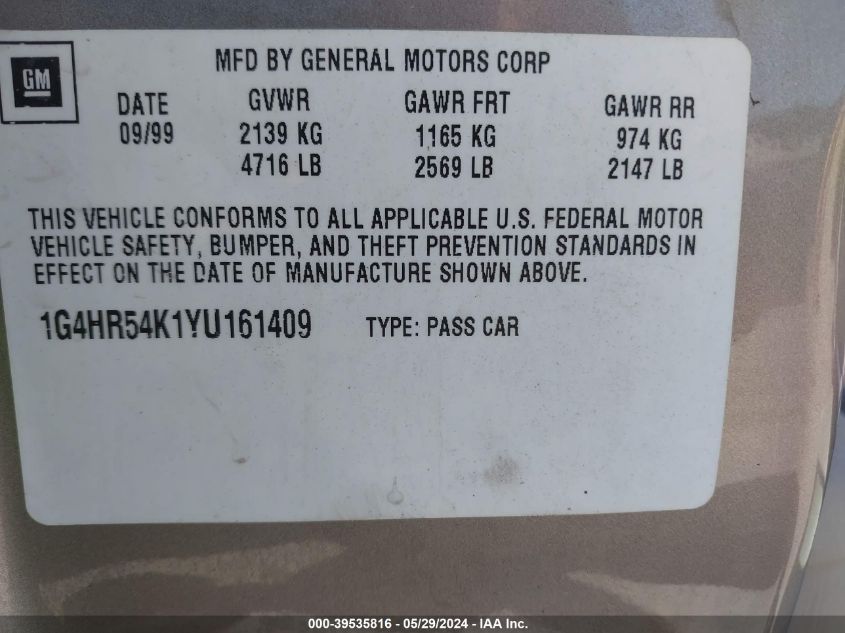 MFD BY GENERAL MOTORS CORP
GM
DATE GVWR GAWR FRT GAWR RR
09/99 2139 KG 1165 KG 974 KG
4716 LB 2569 LB 2147 LB
THIS VEHICLE CONFORMS TO ALL APPLICABLE U.S. FEDERAL MOTOR
VEHICLE SAFETY, BUMPER, AND THEFT PREVENTION STANDARDS IN
EFFECT ON THE DATE OF MANUFACTURE SHOWN ABOVE.
1G4HR54K1YU161409 TYPE: PASS CAR
000-39535816 - 05/29/2024 - IAA Inc.